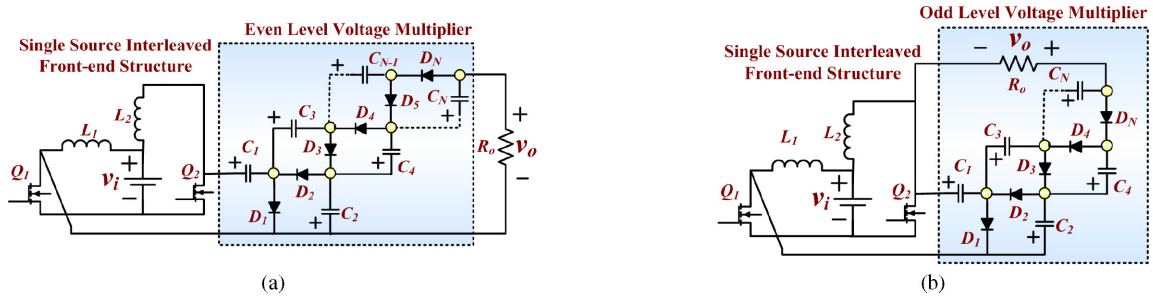 Even Level Voltage Multiplier
Single Source Interleaved
Front-end Structure
L2
L1
Q1
vi
+
−
Q2
+
C1
D1
D2
+
C2
+
C3
D3
D4
+
C4
+
CN-1
D5
DN
CN
+
Ro
+
vo
−
(a)
Odd Level Voltage Multiplier
Single Source Interleaved
Front-end Structure
−
vo
+
Ro
L1
L2
Q1
vi
+
−
Q2
+
C1
D1
D2
+
C2
+
C3
D3
D4
+
C4
+
CN
DN
(b)